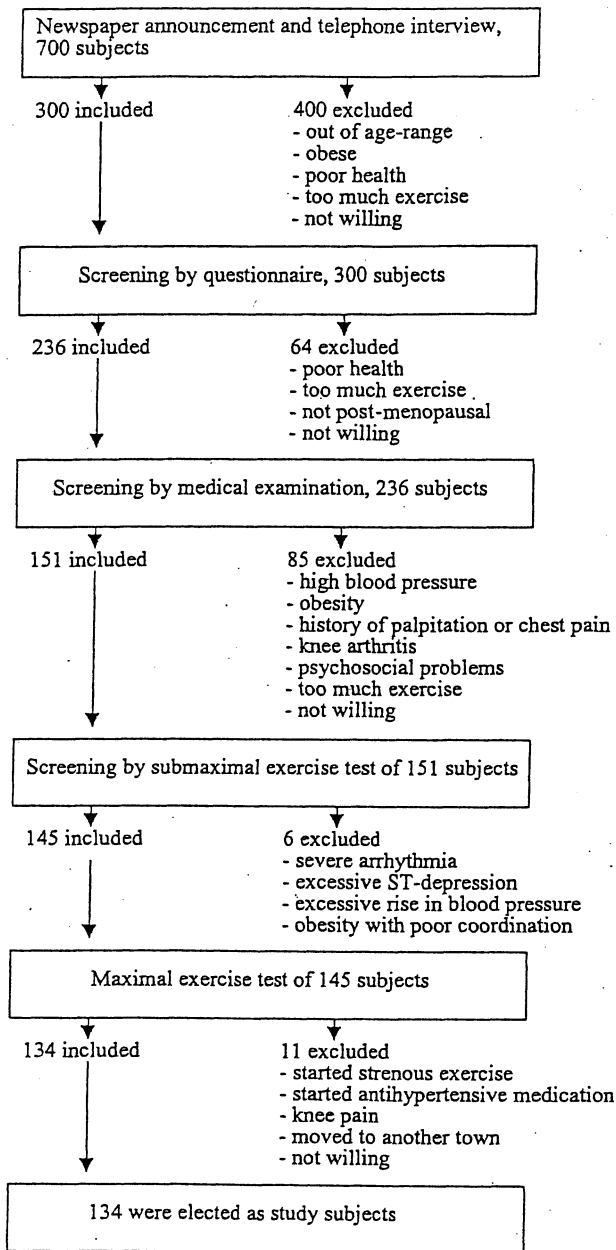 Newspaper announcement and telephone interview,
700 subjects
300 included
400 excluded
- out of age-range
- obese
- poor health
- too much exercise
- not willing
Screening by questionnaire, 300 subjects
236 included
64 excluded
- poor health
- too much exercise
- not post-menopausal
- not willing
Screening by medical examination, 236 subjects
151 included
85 excluded
- high blood pressure
- obesity
- history of palpitation or chest pain
- knee arthritis
- psychosocial problems
- too much exercise
- not willing
Screening by submaximal exercise test of 151 subjects
145 included
6 excluded
- severe arrhythmia
- excessive ST-depression
- excessive rise in blood pressure
- obesity with poor coordination
Maximal exercise test of 145 subjects
134 included
11 excluded
- started strenous exercise
- started antihypertensive medication
- knee pain
- moved to another town
- not willing
134 were elected as study subjects